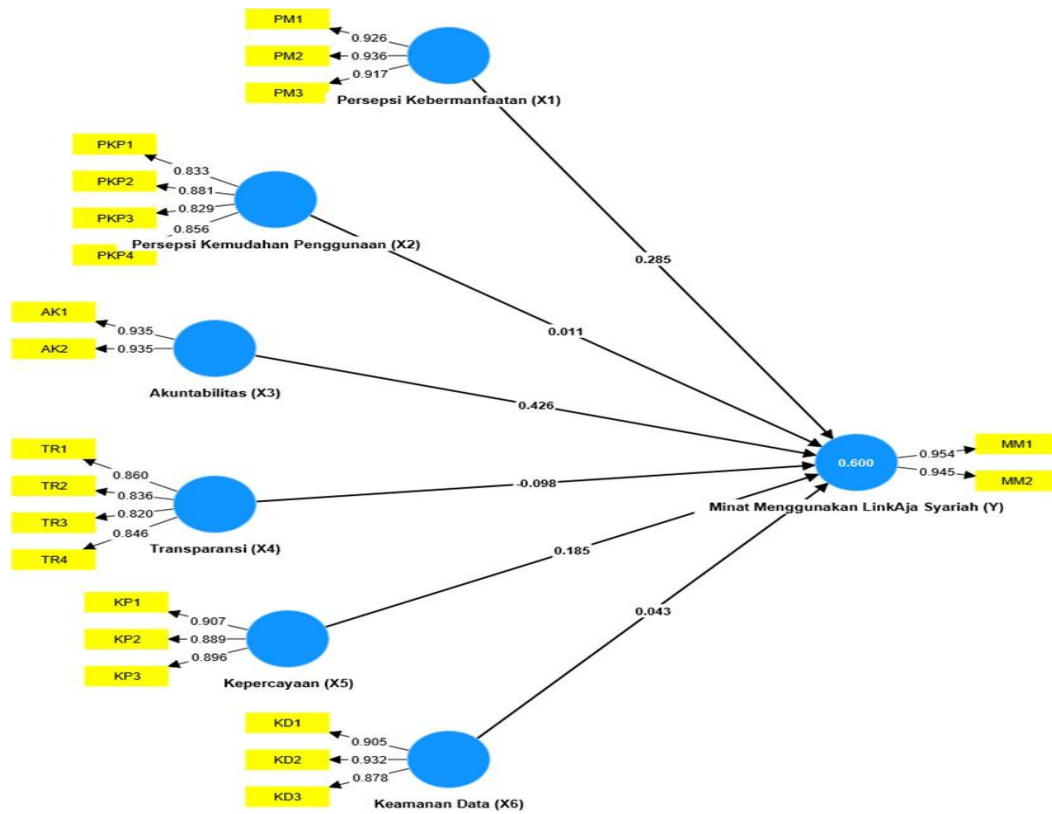 PM1
0.926
PM2
0.936
0.917
PM3
Persepsi Kebermanfaatan (X1)
PKP1
0.833
PKP2
0.881
0.829
PKP3
0.856
PKP4
Persepsi Kemudahan Penggunaan (X2)
0.285
0.011
AK1
0.935
AK2
0.935
Akuntabilitas (X3)
0.426
TR1
0.860
TR2
0.836
TR3
0.820
0.846
TR4
Transparansi (X4)
-0.098
0.600
0.954
MM1
0.945
MM2
Minat Menggunakan LinkAja Syariah (Y)
0.185
KP1
0.907
KP2
0.889
0.896
KP3
Kepercayaan (X5)
0.043
KD1
0.905
KD2
0.932
0.878
KD3
Keamanan Data (X6)